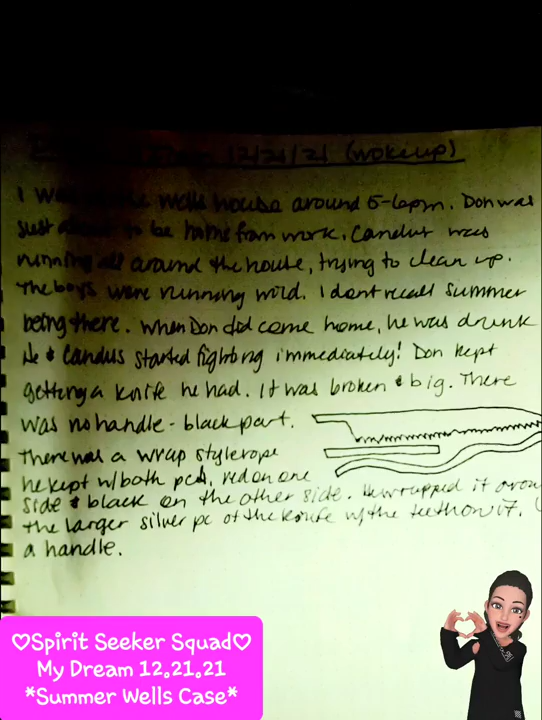 Dream 12/21/21 (woke up)
I was at the Wells house around 5-6pm. Don was
just about to be home from work. Candus was
running all around the house, trying to clean up.
The boys were running wild. I dont recall Summer
being there. When Don did come home, he was drunk
He & Candus started fighting immediately! Don kept
getting a knife he had. It was broken & big. There
was no handle - black part.
There was a wrap style rope
he kept w/both pcs, red on one
side & black on the other side. He wrapped it
the larger silver pc of the knife w/the teeth on it.
a handle.
♡Spirit Seeker Squad♡
My Dream 12.21.21
*Summer Wells Case*